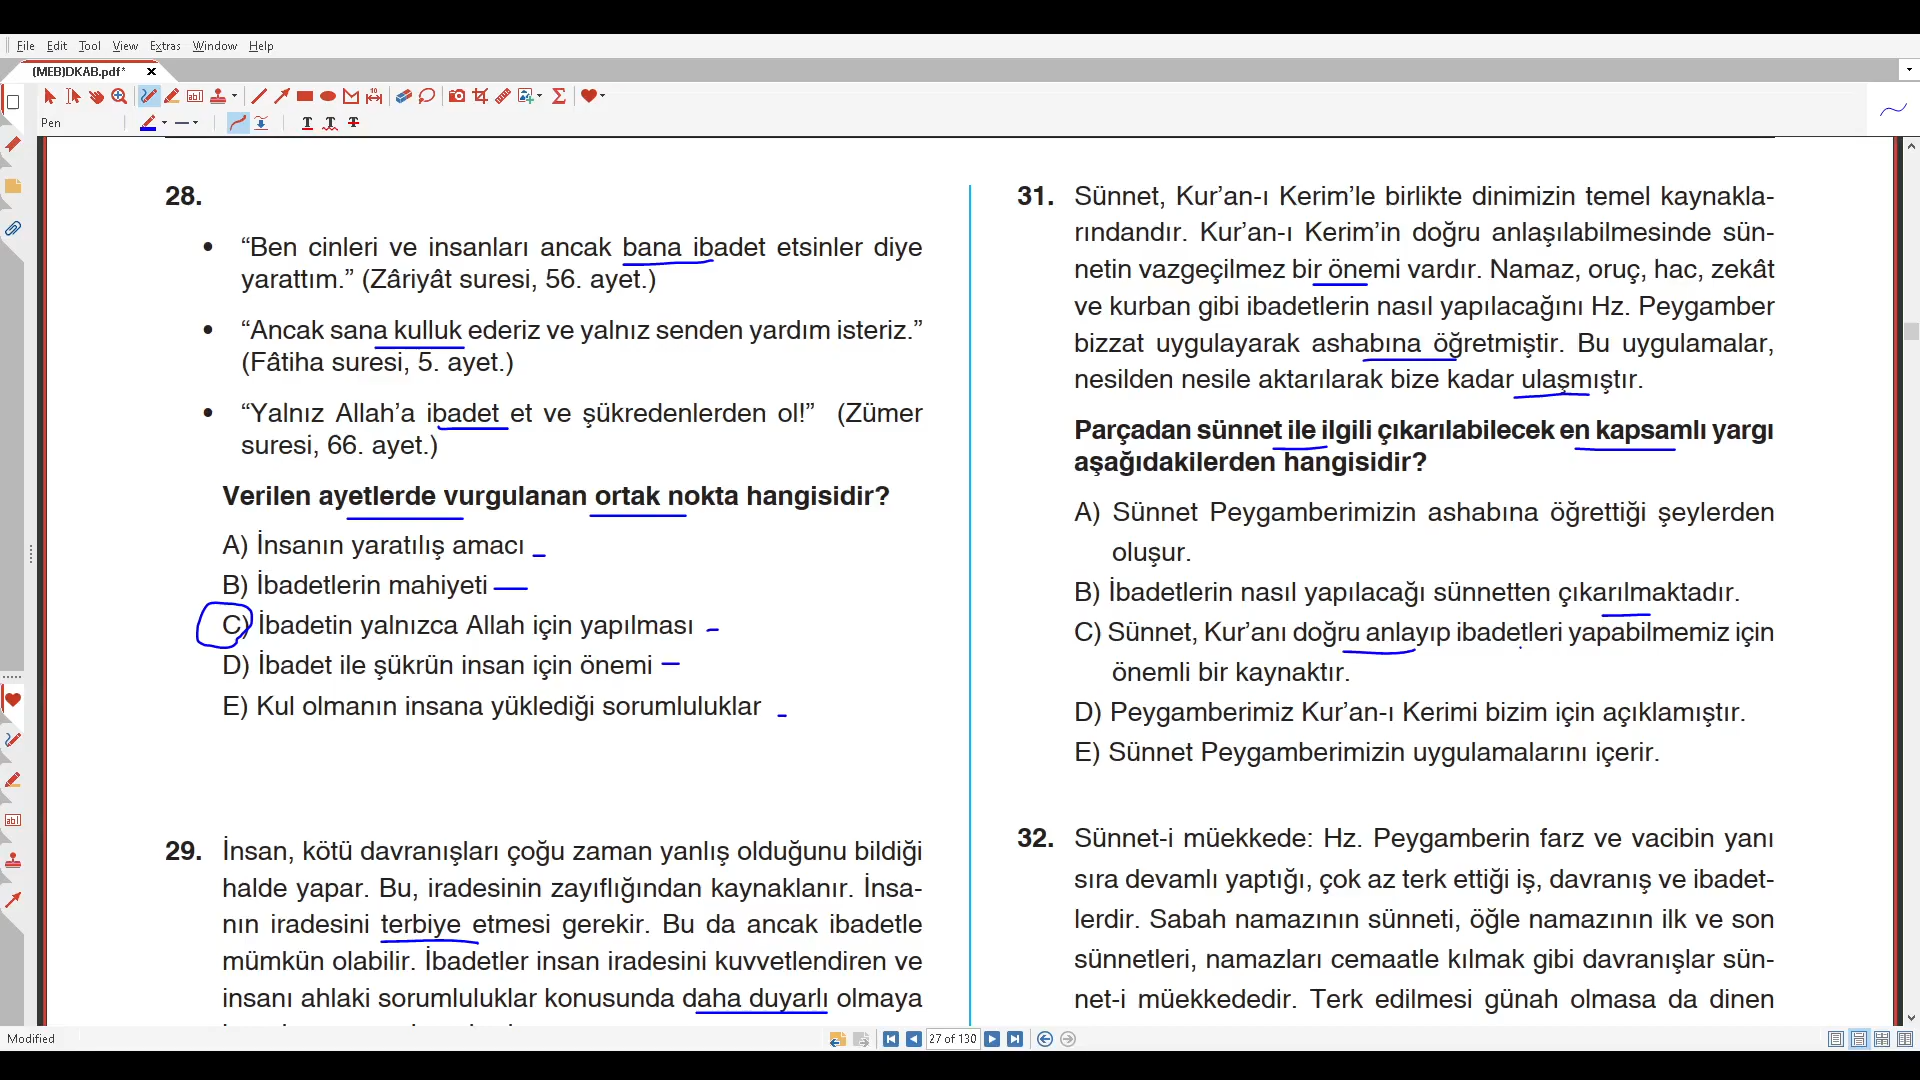 File Edit Tool View Extras Window Help
(MEB)DKAB.pdf*
Pen
28.
• “Ben cinleri ve insanları ancak bana ibadet etsinler diye
yarattım.” (Zâriyât suresi, 56. ayet.)
• “Ancak sana kulluk ederiz ve yalnız senden yardım isteriz.”
(Fâtiha suresi, 5. ayet.)
• “Yalnız Allah’a ibadet et ve şükredenlerden ol!” (Zümer
suresi, 66. ayet.)
Verilen ayetlerde vurgulanan ortak nokta hangisidir?
A) İnsanın yaratılış amacı
B) İbadetlerin mahiyeti
C) İbadetin yalnızca Allah için yapılması
D) İbadet ile şükrün insan için önemi
E) Kul olmanın insana yüklediği sorumluluklar
29. İnsan, kötü davranışları çoğu zaman yanlış olduğunu bildiği
halde yapar. Bu, iradesinin zayıflığından kaynaklanır. İnsa-
nın iradesini terbiye etmesi gerekir. Bu da ancak ibadetle
mümkün olabilir. İbadetler insan iradesini kuvvetlendiren ve
insanı ahlaki sorumluluklar konusunda daha duyarlı olmaya
31. Sünnet, Kur’an-ı Kerim’le birlikte dinimizin temel kaynakla-
rındandır. Kur’an-ı Kerim’in doğru anlaşılabilmesinde sün-
netin vazgeçilmez bir önemi vardır. Namaz, oruç, hac, zekât
ve kurban gibi ibadetlerin nasıl yapılacağını Hz. Peygamber
bizzat uygulayarak ashabına öğretmiştir. Bu uygulamalar,
nesilden nesile aktarılarak bize kadar ulaşmıştır.
Parçadan sünnet ile ilgili çıkarılabilecek en kapsamlı yargı
aşağıdakilerden hangisidir?
A) Sünnet Peygamberimizin ashabına öğrettiği şeylerden
oluşur.
B) İbadetlerin nasıl yapılacağı sünnetten çıkarılmaktadır.
C) Sünnet, Kur’anı doğru anlayıp ibadetleri yapabilmemiz için
önemli bir kaynaktır.
D) Peygamberimiz Kur’an-ı Kerimi bizim için açıklamıştır.
E) Sünnet Peygamberimizin uygulamalarını içerir.
32. Sünnet-i müekkede: Hz. Peygamberin farz ve vacibin yanı
sıra devamlı yaptığı, çok az terk ettiği iş, davranış ve ibadet-
lerdir. Sabah namazının sünneti, öğle namazının ilk ve son
sünnetleri, namazları cemaatle kılmak gibi davranışlar sün-
net-i müekkededir. Terk edilmesi günah olmasa da dinen
Modified
27 of 130